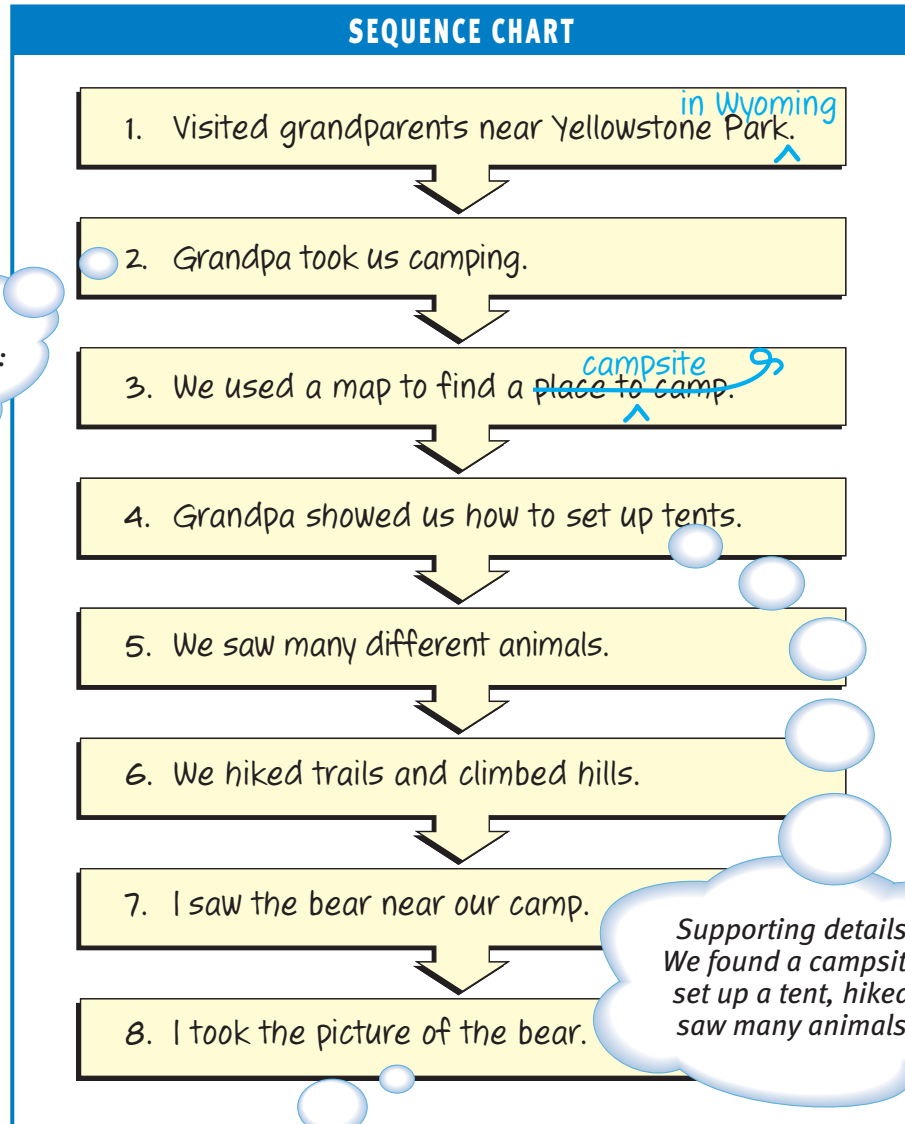 SEQUENCE CHART
in Wyoming
1. Visited grandparents near Yellowstone Park.
2. Grandpa took us camping.
:
campsite
3. We used a map to find a place to camp.
4. Grandpa showed us how to set up tents.
5. We saw many different animals.
6. We hiked trails and climbed hills.
7. I saw the bear near our camp.
8. I took the picture of the bear.
Supporting details
We found a campsit
set up a tent, hiked
saw many animals